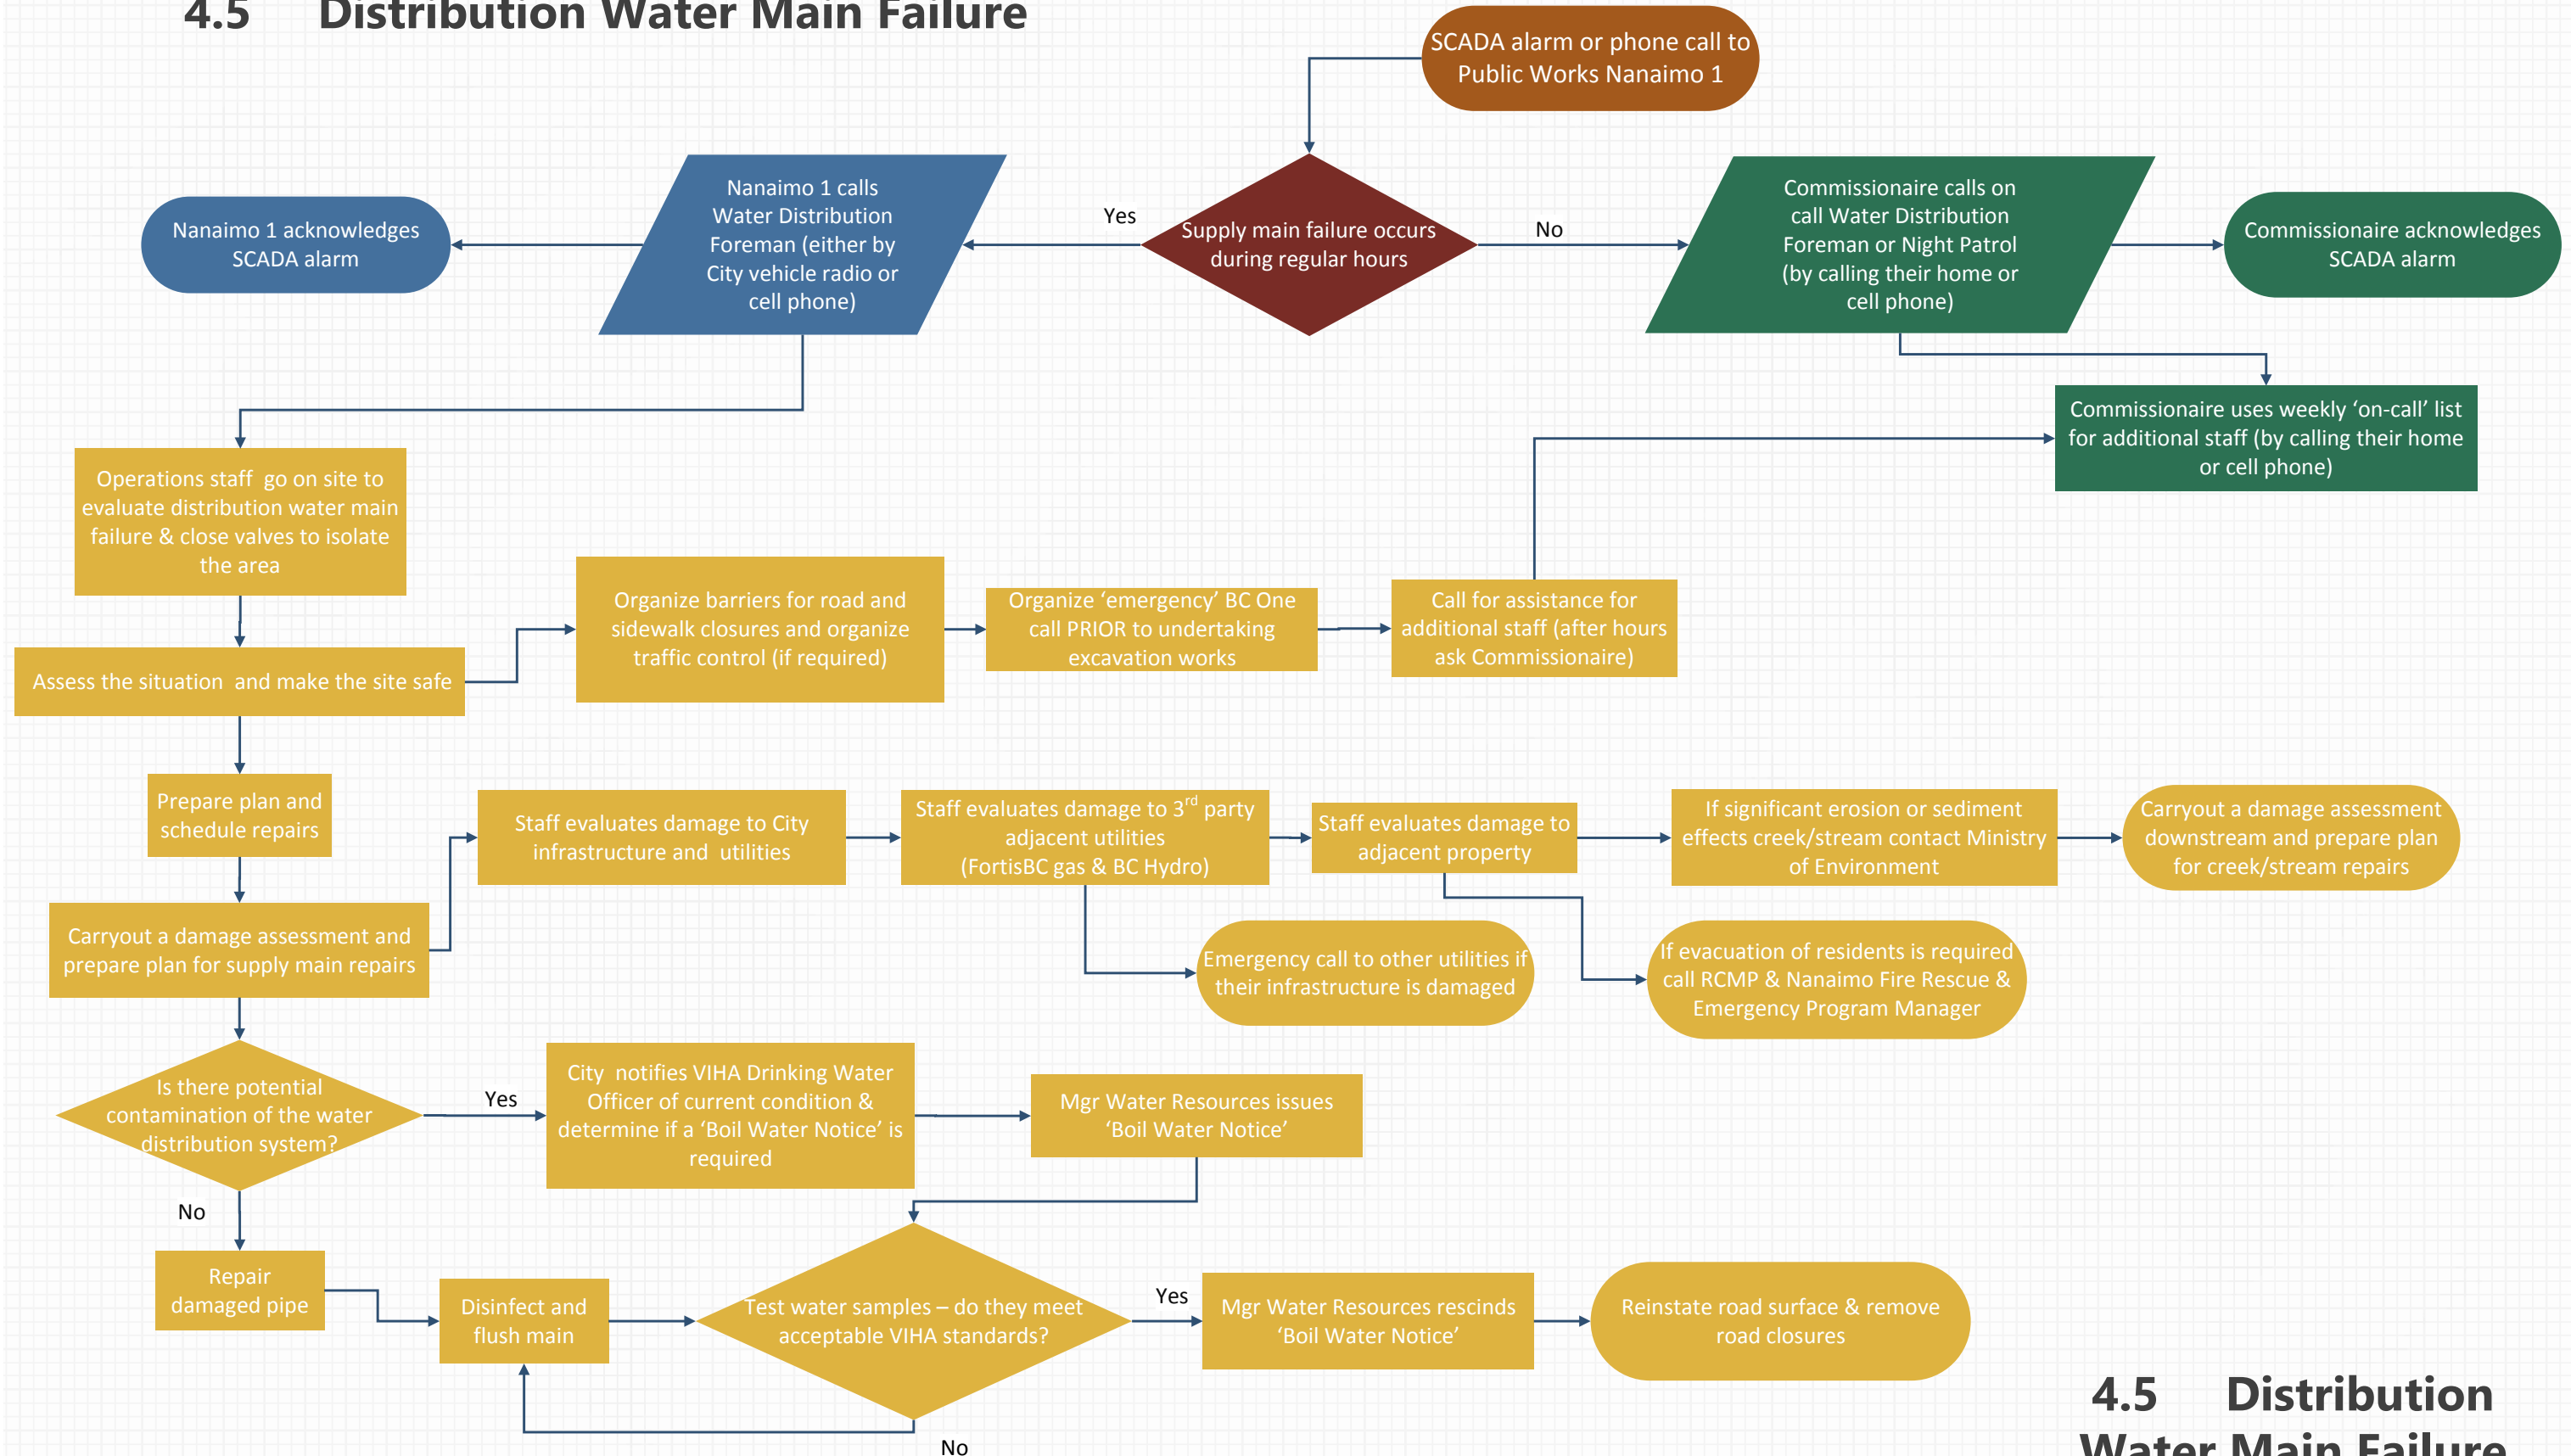 4.5 Distribution Water Main Failure
SCADA alarm or phone call to
Public Works Nanaimo 1
Nanaimo 1 acknowledges
SCADA alarm
Nanaimo 1 calls
Water Distribution
Foreman (either by
City vehicle radio or
cell phone)
Yes
Supply main failure occurs
during regular hours
No
Commissionaire calls on
call Water Distribution
Foreman or Night Patrol
(by calling their home or
cell phone)
Commissionaire acknowledges
SCADA alarm
Commissionaire uses weekly ‘on-call’ list
for additional staff (by calling their home
or cell phone)
Operations staff go on site to
evaluate distribution water main
failure & close valves to isolate
the area
Organize barriers for road and
sidewalk closures and organize
traffic control (if required)
Organize ‘emergency’ BC One
call PRIOR to undertaking
excavation works
Call for assistance for
additional staff (after hours
ask Commissionaire)
Assess the situation and make the site safe
Prepare plan and
schedule repairs
Staff evaluates damage to City
infrastructure and utilities
Staff evaluates damage to 3rd party
adjacent utilities
(FortisBC gas & BC Hydro)
Staff evaluates damage to
adjacent property
If significant erosion or sediment
effects creek/stream contact Ministry
of Environment
Carryout a damage assessment
downstream and prepare plan
for creek/stream repairs
Carryout a damage assessment and
prepare plan for supply main repairs
Emergency call to other utilities if
their infrastructure is damaged
If evacuation of residents is required
call RCMP & Nanaimo Fire Rescue &
Emergency Program Manager
Is there potential
contamination of the water
distribution system?
Yes
City notifies VIHA Drinking Water
Officer of current condition &
determine if a ‘Boil Water Notice’ is
required
Mgr Water Resources issues
‘Boil Water Notice’
No
Repair
damaged pipe
Disinfect and
flush main
Test water samples – do they meet
acceptable VIHA standards?
Yes
Mgr Water Resources rescinds
‘Boil Water Notice’
Reinstate road surface & remove
road closures
No
4.5 Distribution
Water Main Failure